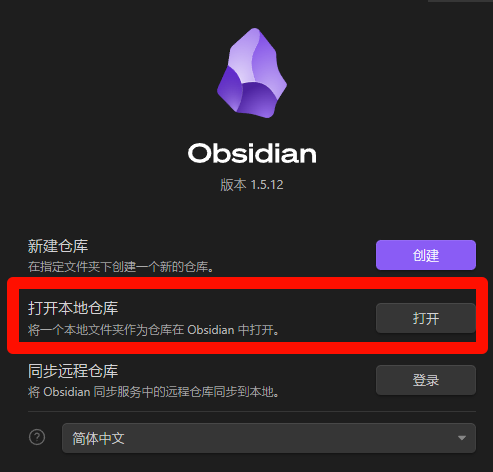 Obsidian
版本 1.5.12
新建仓库
在指定文件夹下创建一个新的仓库。
创建
打开本地仓库
将一个本地文件夹作为仓库在 Obsidian 中打开。
打开
同步远程仓库
将 Obsidian 同步服务中的远程仓库同步到本地。
登录
?
简体中文